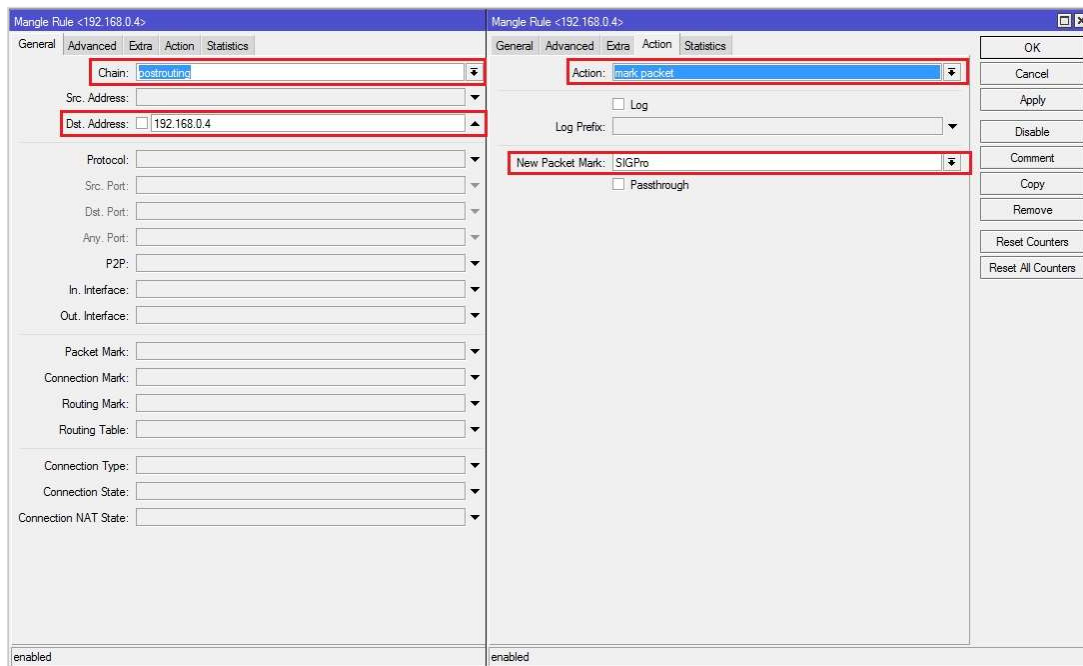 Mangle Rule <192.168.0.4>
General Advanced Extra Action Statistics
Chain: postrouting
Src. Address:
Dst. Address: 192.168.0.4
Protocol:
Src. Port:
Dst. Port:
Any. Port:
P2P:
In. Interface:
Out. Interface:
Packet Mark:
Connection Mark:
Routing Mark:
Routing Table:
Connection Type:
Connection State:
Connection NAT State:
enabled
Mangle Rule <192.168.0.4>
General Advanced Extra Action Statistics
Action: mark packet
Log
Log Prefix:
New Packet Mark: SIGPro
Passthrough
OK
Cancel
Apply
Disable
Comment
Copy
Remove
Reset Counters
Reset All Counters
enabled